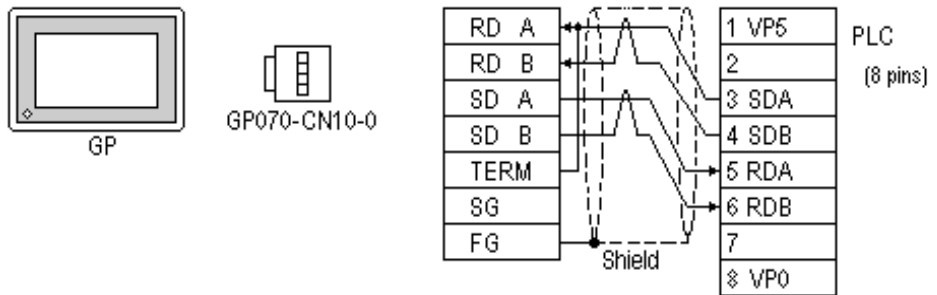 GP
GP070-CN10-0
RD A
RD B
SD A
SD B
TERM
SG
FG
Shield
1 VP5
2
3 SDA
4 SDB
5 RDA
6 RDB
7
8 VP0
PLC
(8 pins)